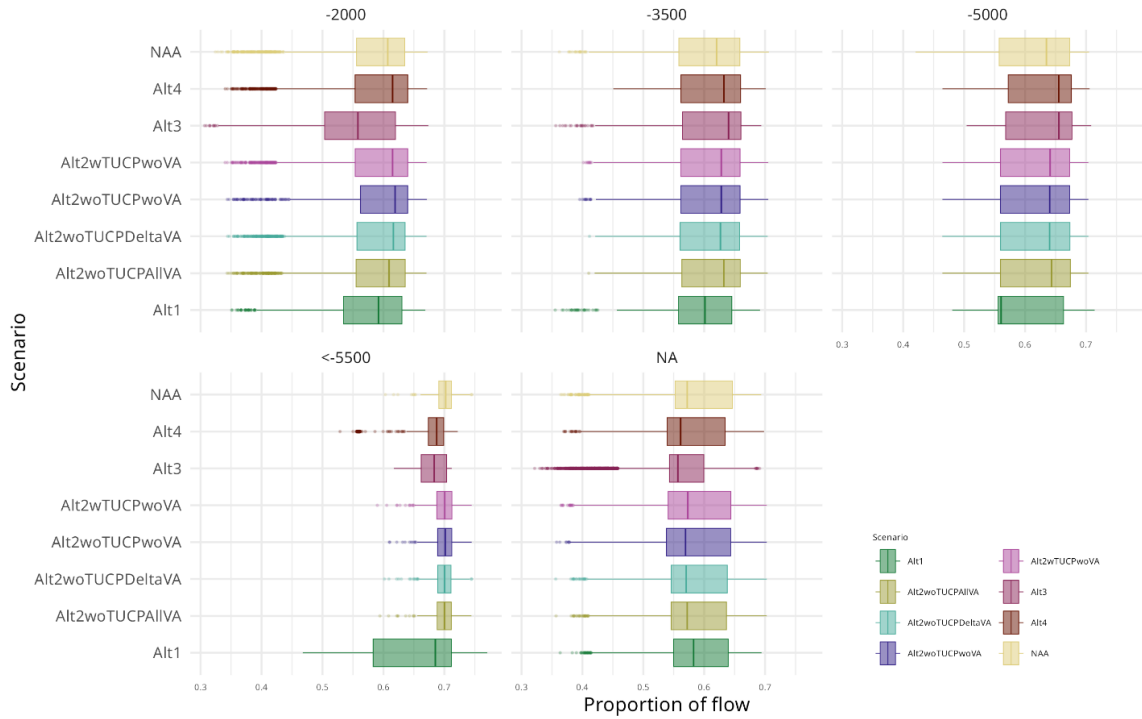 -2000
-3500
-5000
NAA
Alt4
Alt3
Alt2wTUCPwoVA
Alt2woTUCPwoVA
Alt2woTUCPDeltaVA
Alt2woTUCPAllVA
Alt1
0.3 0.4 0.5 0.6 0.7
Scenario
<-5500
NA
NAA
Alt4
Alt3
Alt2wTUCPwoVA
Alt2woTUCPwoVA
Alt2woTUCPDeltaVA
Alt2woTUCPAllVA
Alt1
0.3 0.4 0.5 0.6 0.7
0.3 0.4 0.5 0.6 0.7
Proportion of flow
Scenario
Alt1
Alt2woTUCPAllVA
Alt2woTUCPDeltaVA
Alt2woTUCPwoVA
Alt2wTUCPwoVA
Alt3
Alt4
NAA